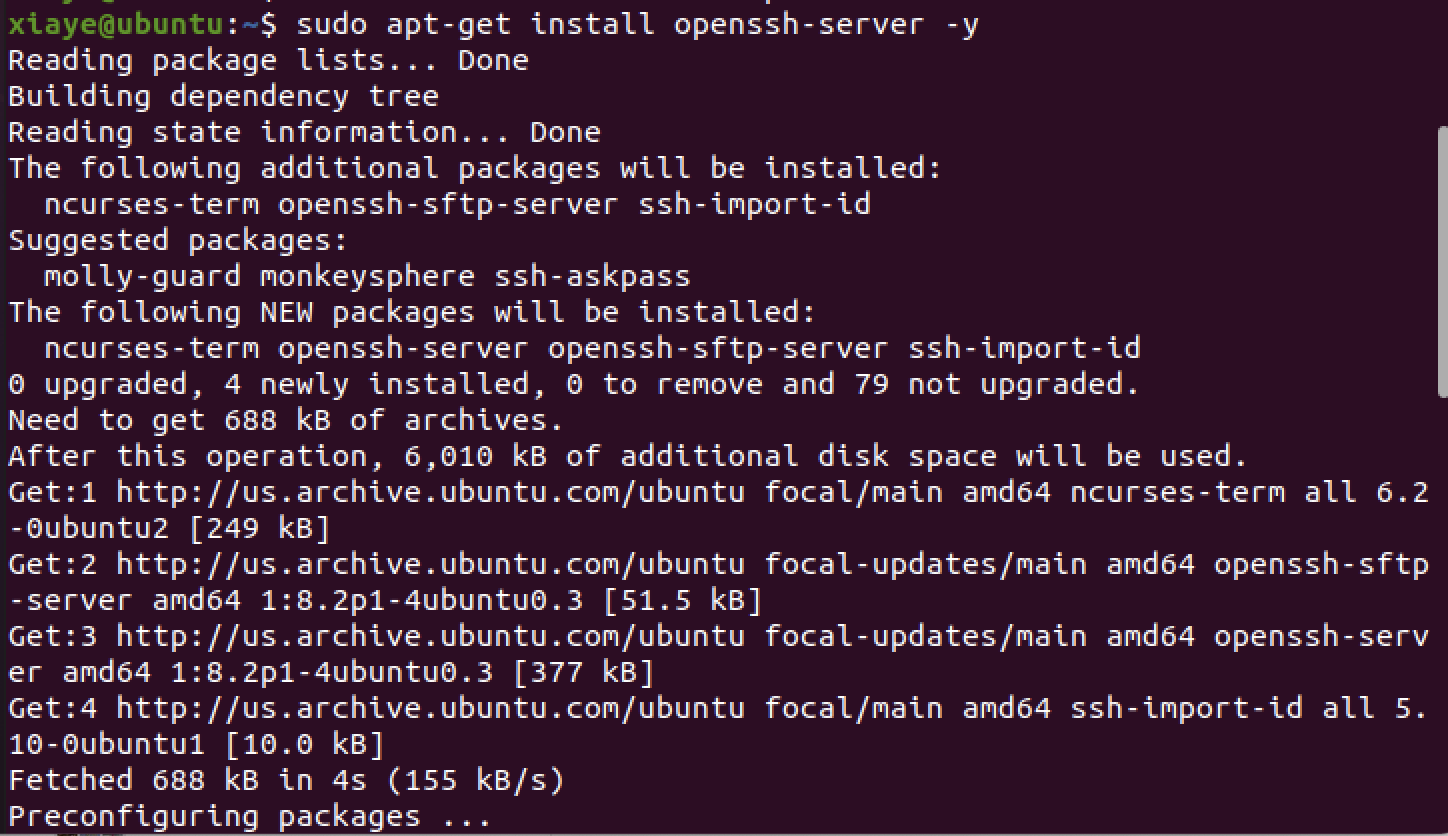 xiaye@ubuntu:~$ sudo apt-get install openssh-server -y
Reading package lists... Done
Building dependency tree
Reading state information... Done
The following additional packages will be installed:
  ncurses-term openssh-sftp-server ssh-import-id
Suggested packages:
  molly-guard monkeysphere ssh-askpass
The following NEW packages will be installed:
  ncurses-term openssh-server openssh-sftp-server ssh-import-id
0 upgraded, 4 newly installed, 0 to remove and 79 not upgraded.
Need to get 688 kB of archives.
After this operation, 6,010 kB of additional disk space will be used.
Get:1 http://us.archive.ubuntu.com/ubuntu focal/main amd64 ncurses-term all 6.2
-0ubuntu2 [249 kB]
Get:2 http://us.archive.ubuntu.com/ubuntu focal-updates/main amd64 openssh-sftp
-server amd64 1:8.2p1-4ubuntu0.3 [51.5 kB]
Get:3 http://us.archive.ubuntu.com/ubuntu focal-updates/main amd64 openssh-serv
er amd64 1:8.2p1-4ubuntu0.3 [377 kB]
Get:4 http://us.archive.ubuntu.com/ubuntu focal/main amd64 ssh-import-id all 5.
10-0ubuntu1 [10.0 kB]
Fetched 688 kB in 4s (155 kB/s)
Preconfiguring packages ...